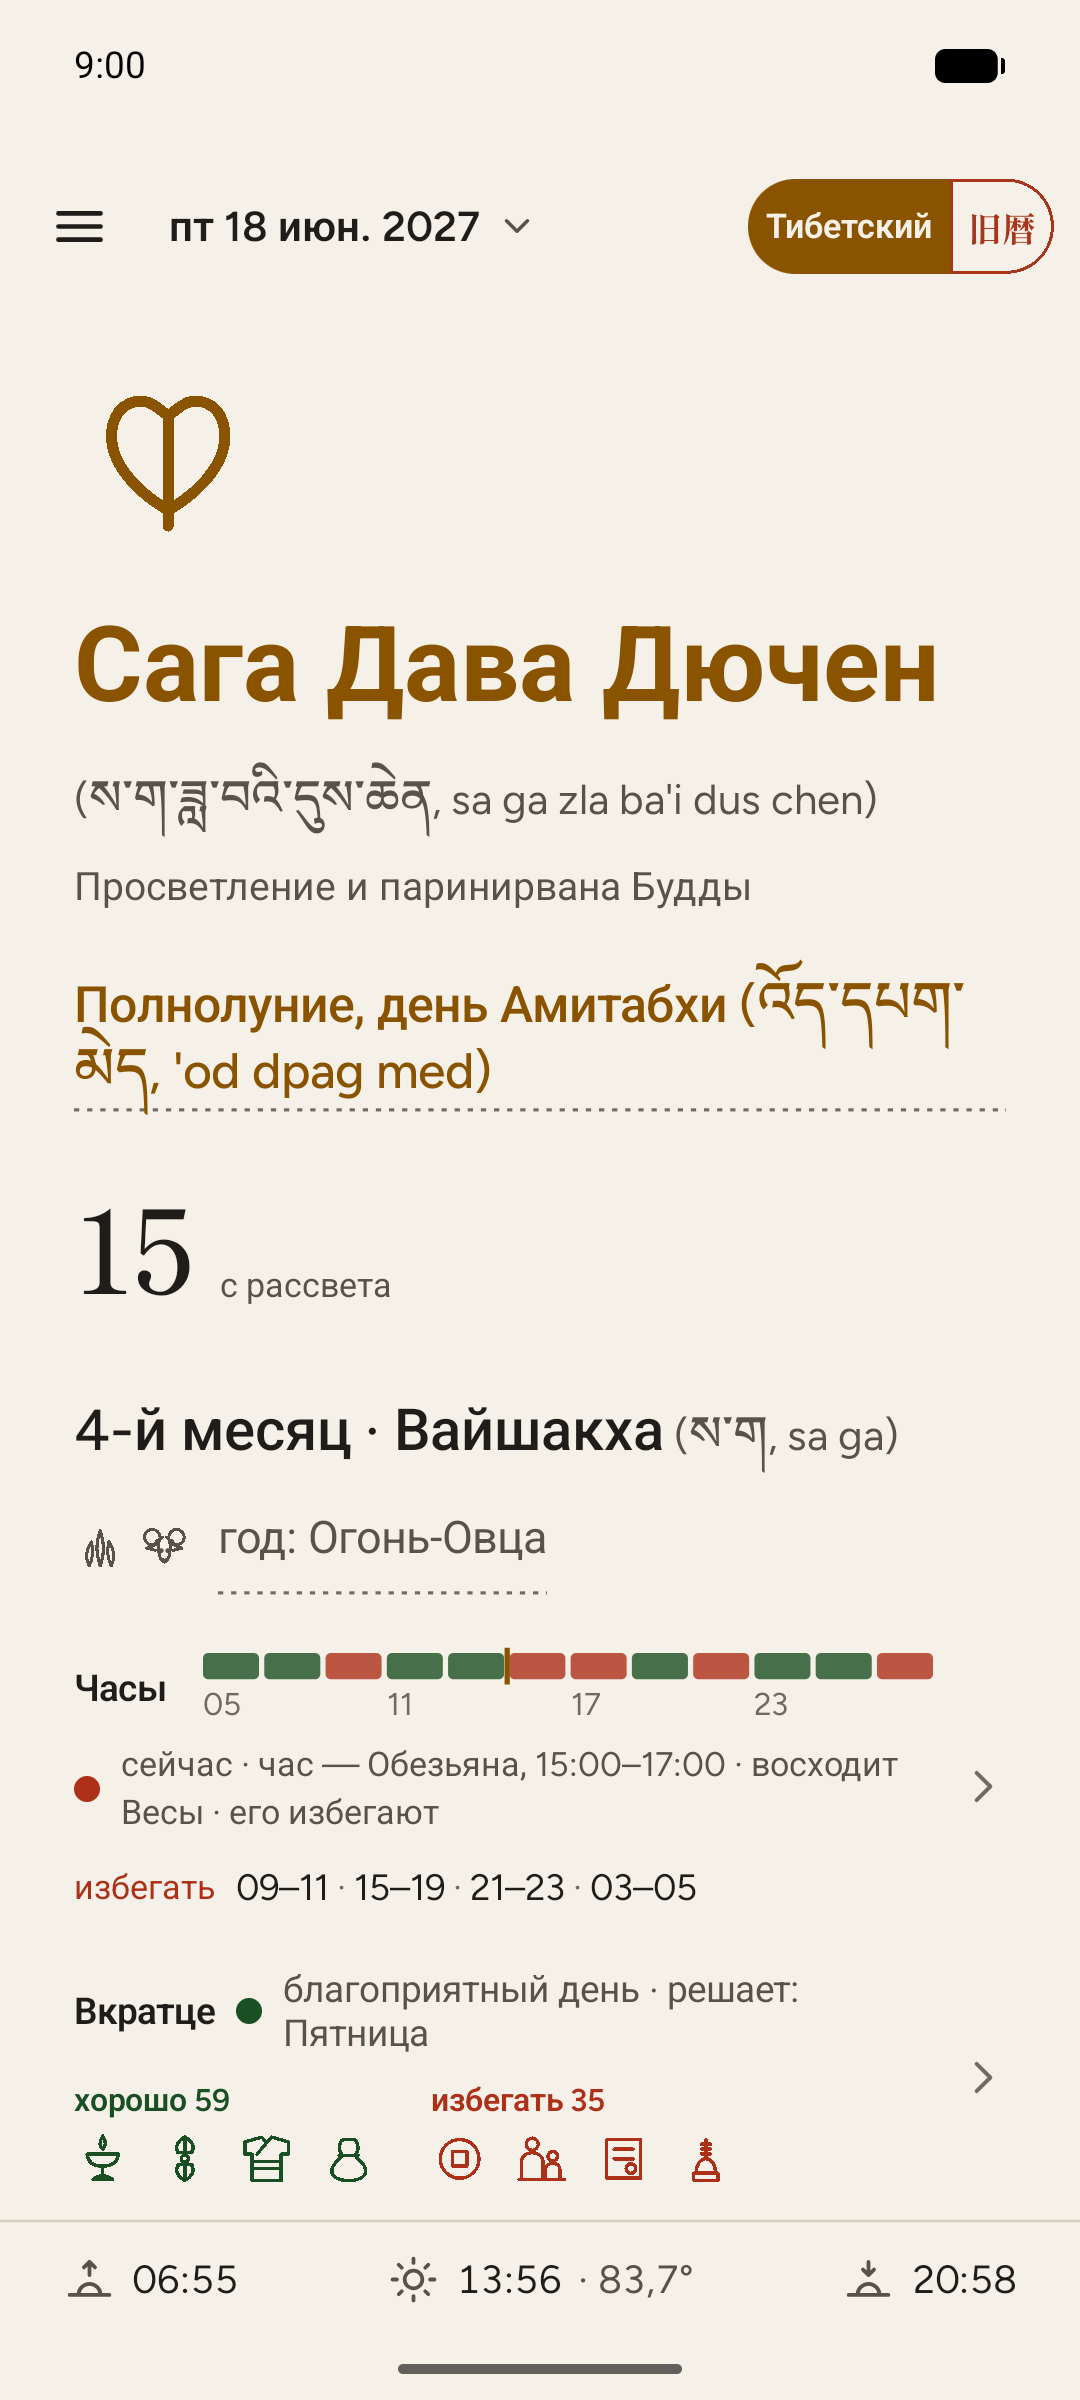 9:00
пт 18 июн. 2027
Тибетский 旧暦
Сага Дава Дючен
(ས་ག་ཟླ་བའི་དུས་ཆེན, sa ga zla ba'i dus chen)
Просветление и паринирвана Будды
Полнолуние, день Амитабхи (འོད་དཔག་
མེད, 'od dpag med)
15 с рассвета
4-й месяц · Вайшакха (ས་ག, sa ga)
год: Огонь-Овца
Часы
05 11 17 23
сейчас · час — Обезьяна, 15:00–17:00 · восходит
Весы · его избегают
избегать 09–11 · 15–19 · 21–23 · 03–05
Вкратце благоприятный день · решает:
Пятница
хорошо 59 избегать 35
06:55 13:56 · 83,7° 20:58